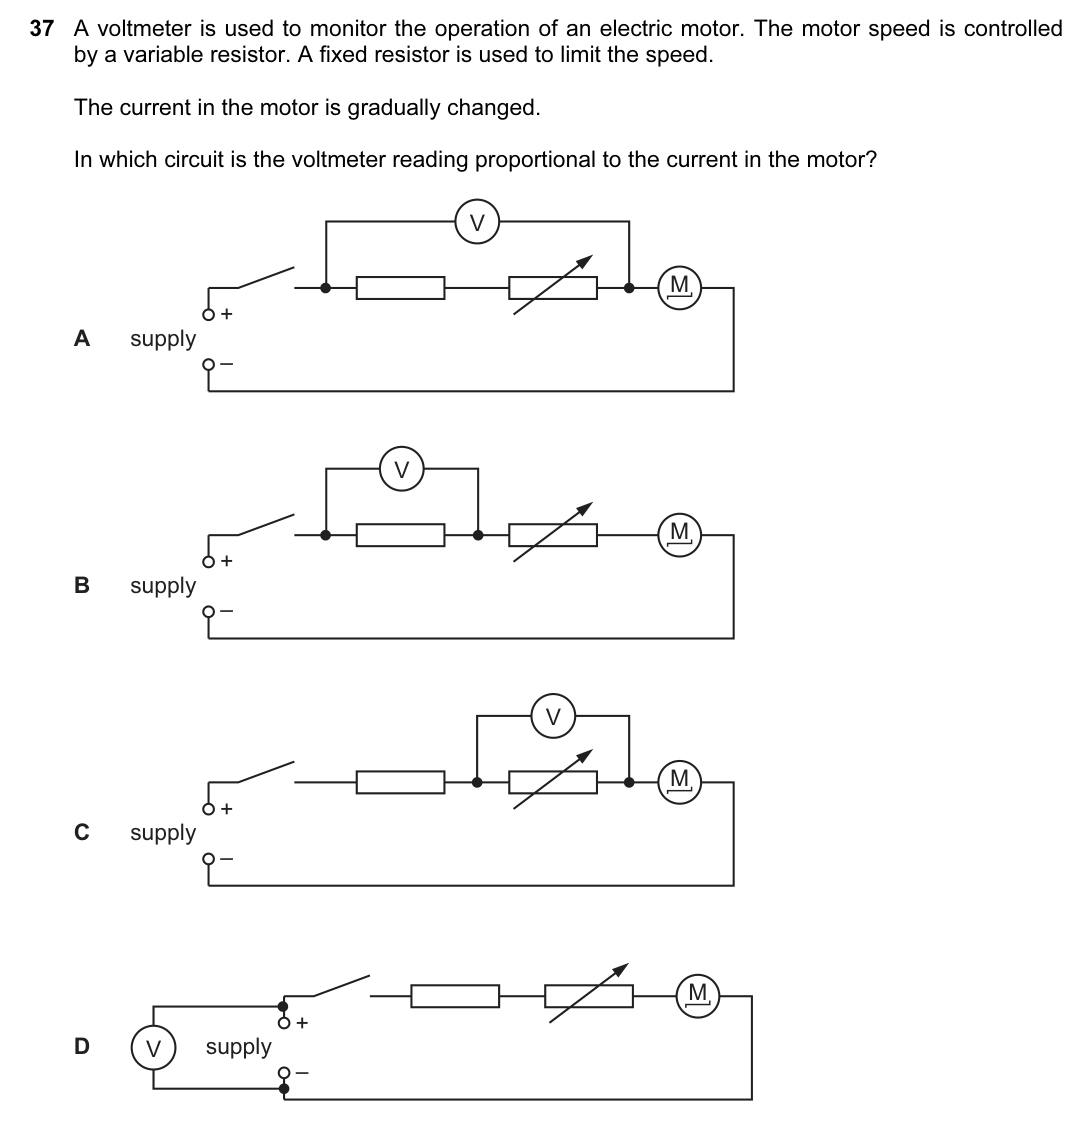 37 A voltmeter is used to monitor the operation of an electric motor. The motor speed is controlled
by a variable resistor. A fixed resistor is used to limit the speed.
The current in the motor is gradually changed.
In which circuit is the voltmeter reading proportional to the current in the motor?
V
M
+
A supply
–
V
M
+
B supply
–
V
M
+
C supply
–
M
+
D V supply
–